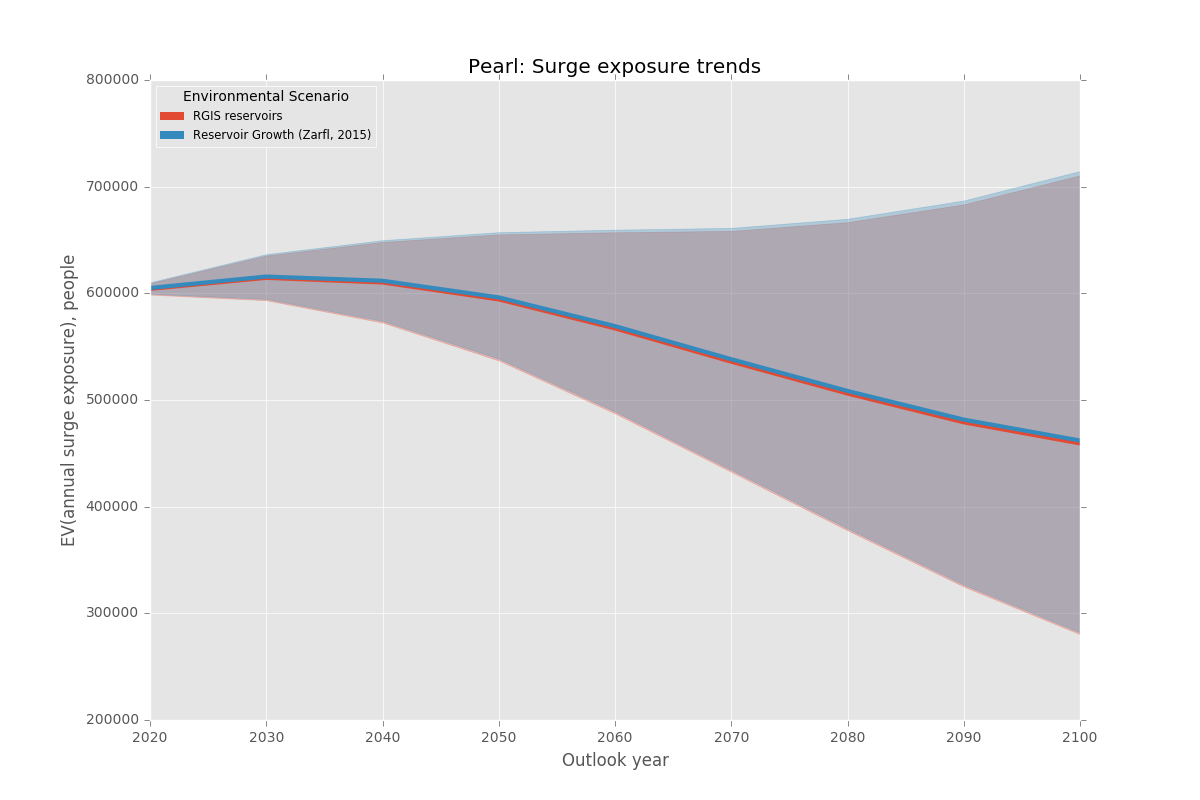 Pearl: Surge exposure trends
Environmental Scenario
RGIS reservoirs
Reservoir Growth (Zarfl, 2015)
EV(annual surge exposure), people
800000
700000
600000
500000
400000
300000
200000
2020 2030 2040 2050 2060 2070 2080 2090 2100
Outlook year